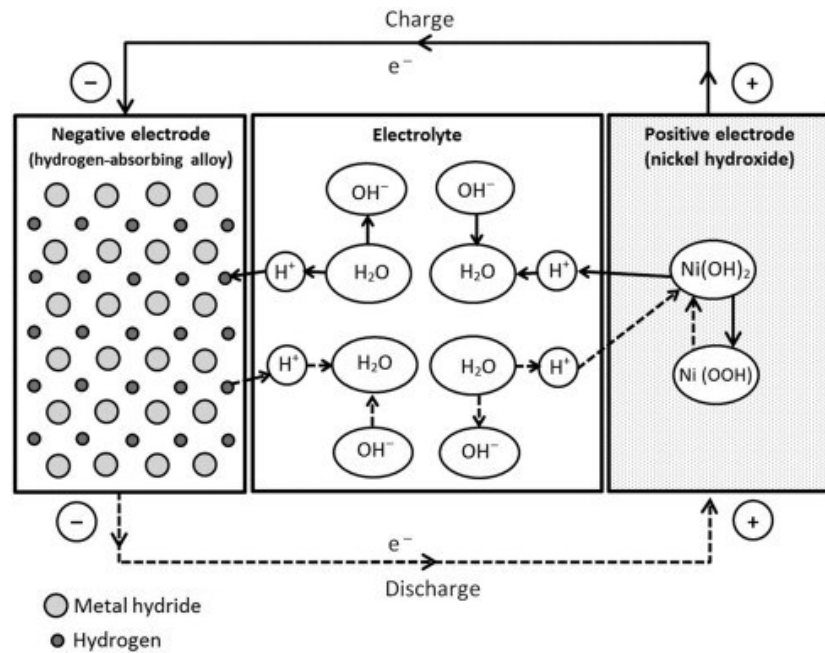 Charge
e⁻
−
+
Negative electrode
(hydrogen-absorbing alloy)
Electrolyte
Positive electrode
(nickel hydroxide)
OH⁻
OH⁻
H⁺
H₂O
H₂O
H⁺
Ni(OH)₂
H⁺
H₂O
H₂O
H⁺
Ni (OOH)
OH⁻
OH⁻
−
+
e⁻
Discharge
Metal hydride
Hydrogen